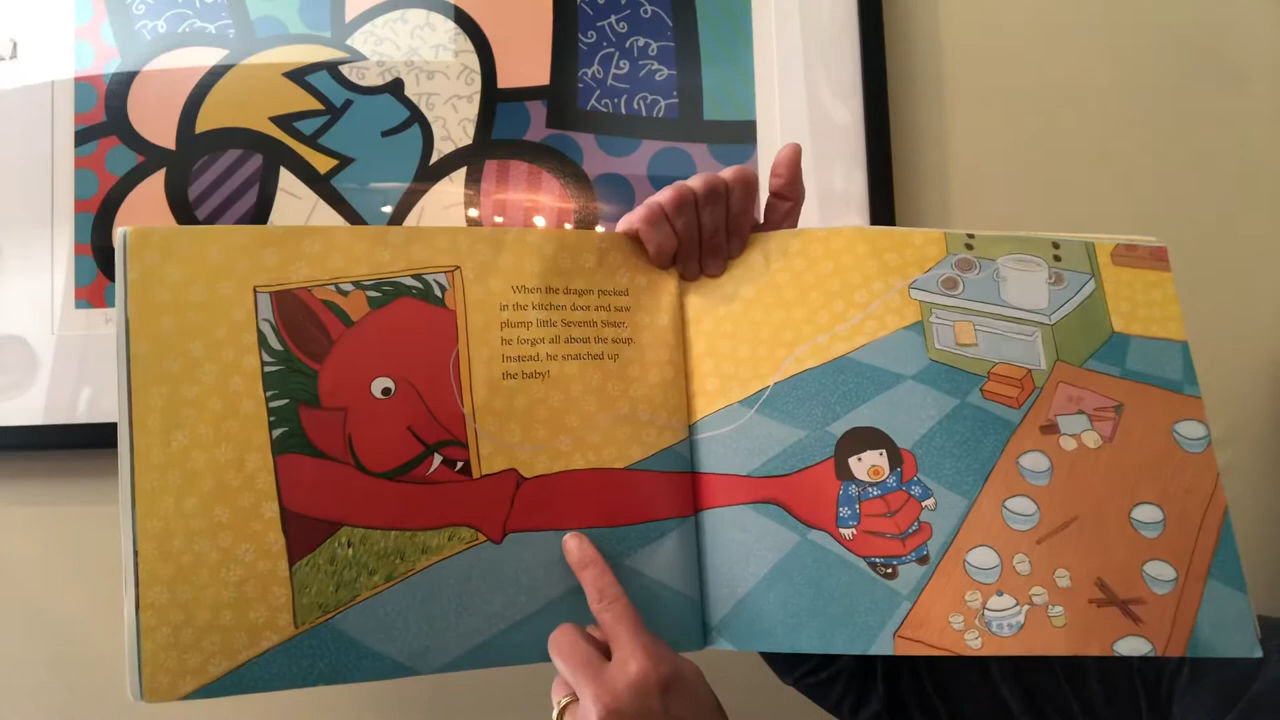 When the dragon peeked
in the kitchen door and saw
plump little Seventh Sister,
he forgot all about the soup.
Instead, he snatched up
the baby!